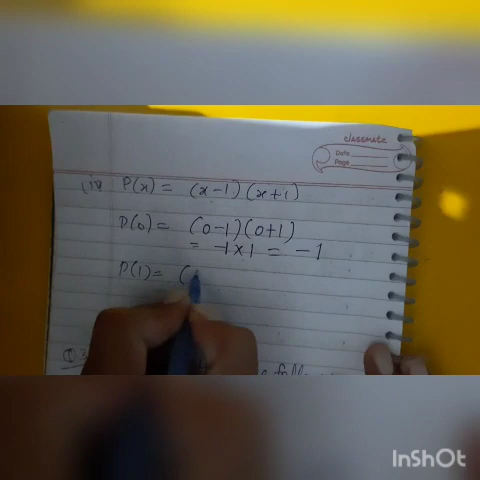 classmate
Date
Page
(iv P(x) = (x-1) (x+1)
P(0) = (0-1)(0+1)
= -1 × 1 = -1
P(1) = (
InShOt